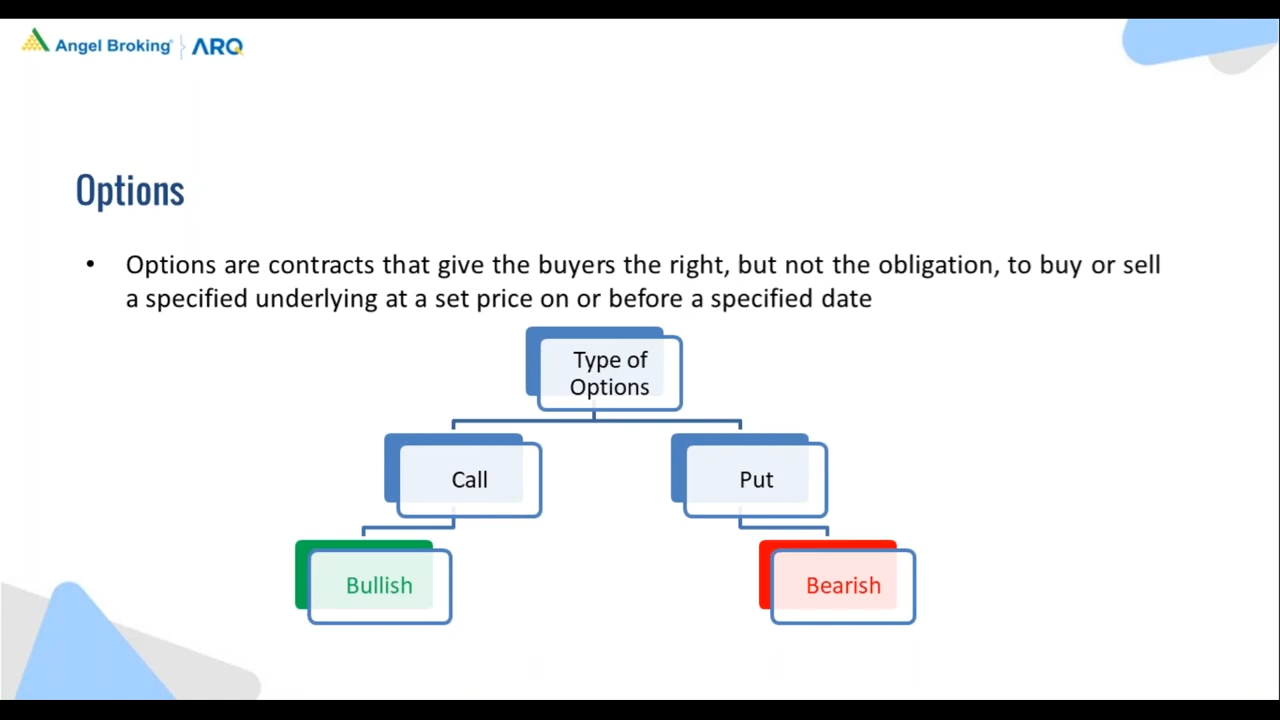 Angel Broking | ARQ
Options
• Options are contracts that give the buyers the right, but not the obligation, to buy or sell
a specified underlying at a set price on or before a specified date
Type of
Options
Call
Put
Bullish
Bearish